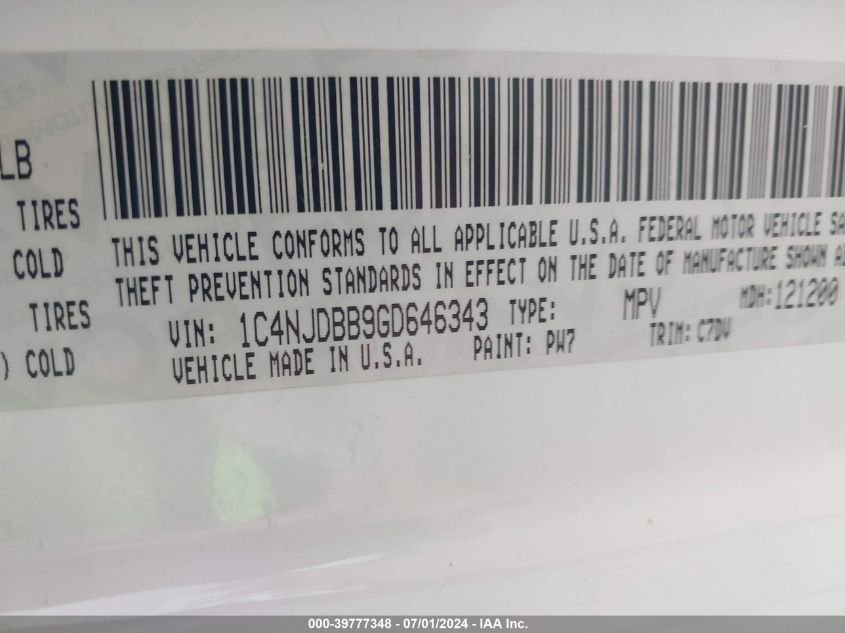 LB
TIRES
COLD
TIRES
) COLD
THIS VEHICLE CONFORMS TO ALL APPLICABLE U.S.A. FEDERAL MOTOR VEHICLE SA
THEFT PREVENTION STANDARDS IN EFFECT ON THE DATE OF MANUFACTURE SHOWN A
VIN: 1C4NJDBB9GD646343 TYPE: MPV MDH:121200
VEHICLE MADE IN U.S.A. PAINT: PW7 TRIM: C7DV
000-39777348 - 07/01/2024 - IAA Inc.